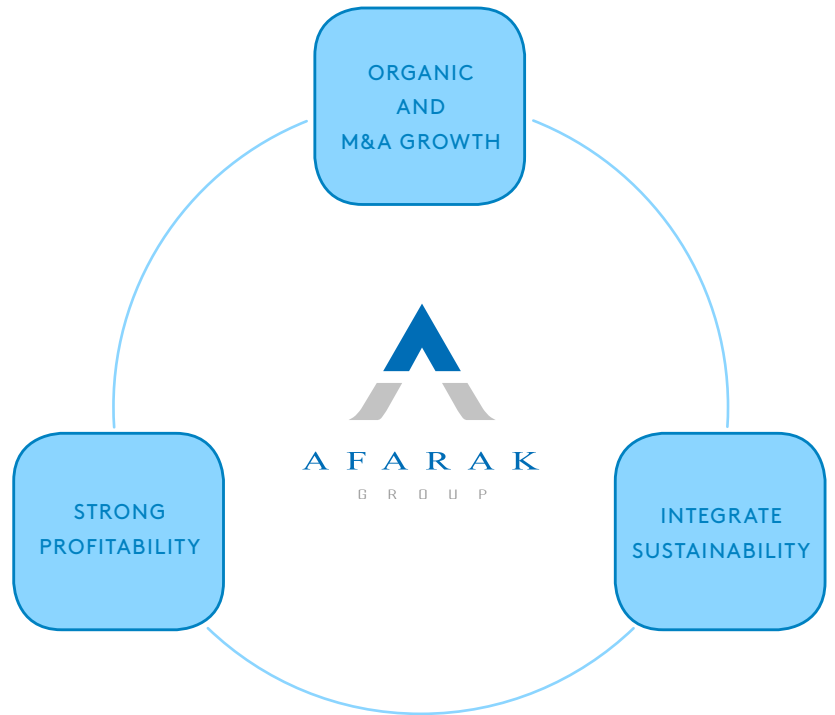 ORGANIC
AND
M&A GROWTH
AFARAK
GROUP
STRONG
PROFITABILITY
INTEGRATE
SUSTAINABILITY